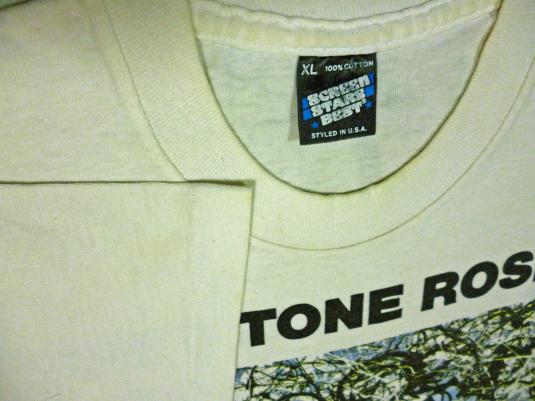 XL 100% COTTON
SCREEN
STARS
BEST
STYLED IN U.S.A.
TONE ROS